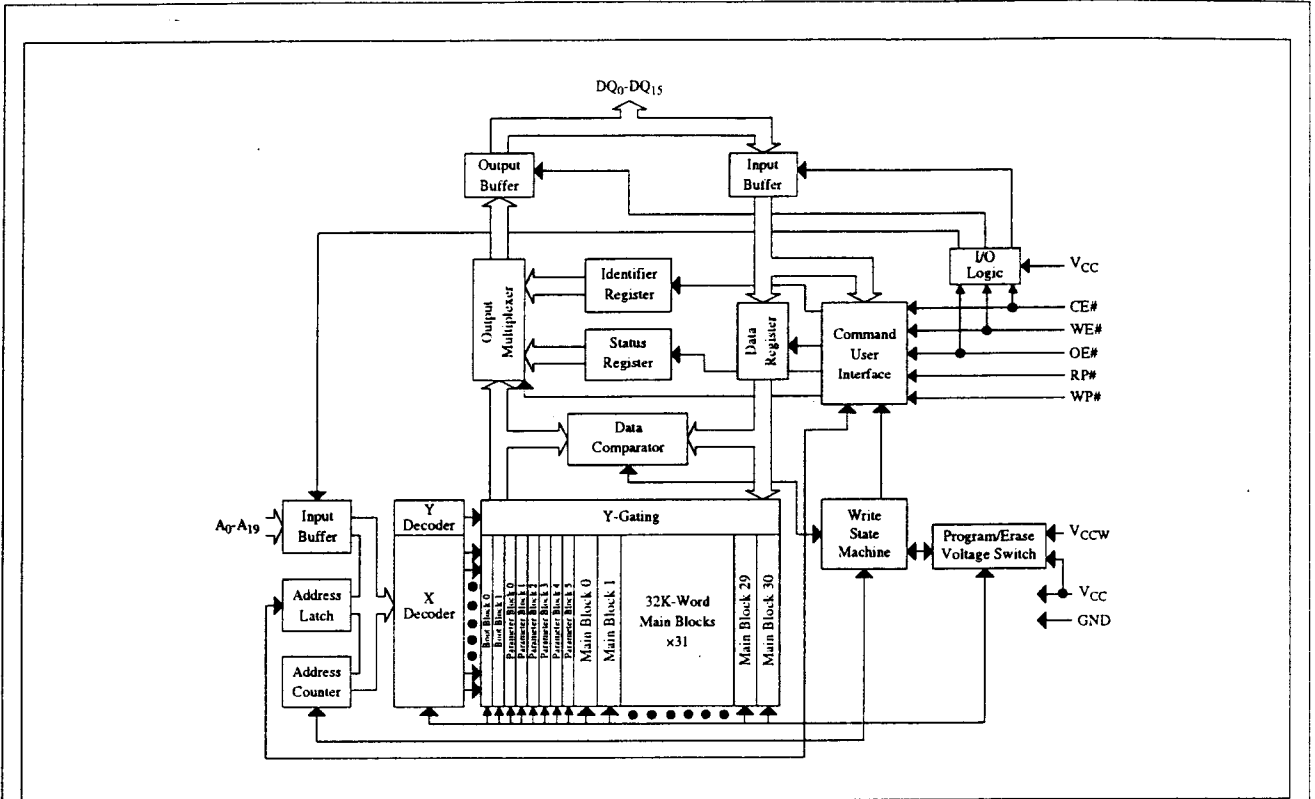 DQ0-DQ15
Output
Buffer
Input
Buffer
I/O
Logic
VCC
Output
Multiplexer
Identifier
Register
Status
Register
Data
Register
Command
User
Interface
CE#
WE#
OE#
RP#
WP#
Data
Comparator
A0-A19
Input
Buffer
Address
Latch
Address
Counter
Y
Decoder
X
Decoder
Y-Gating
Boot Block 0
Boot Block 1
Parameter Block 0
Parameter Block 1
Parameter Block 2
Parameter Block 3
Parameter Block 4
Parameter Block 5
Main Block 0
Main Block 1
32K-Word
Main Blocks
×31
Main Block 29
Main Block 30
Write
State
Machine
Program/Erase
Voltage Switch
VCCW
VCC
GND